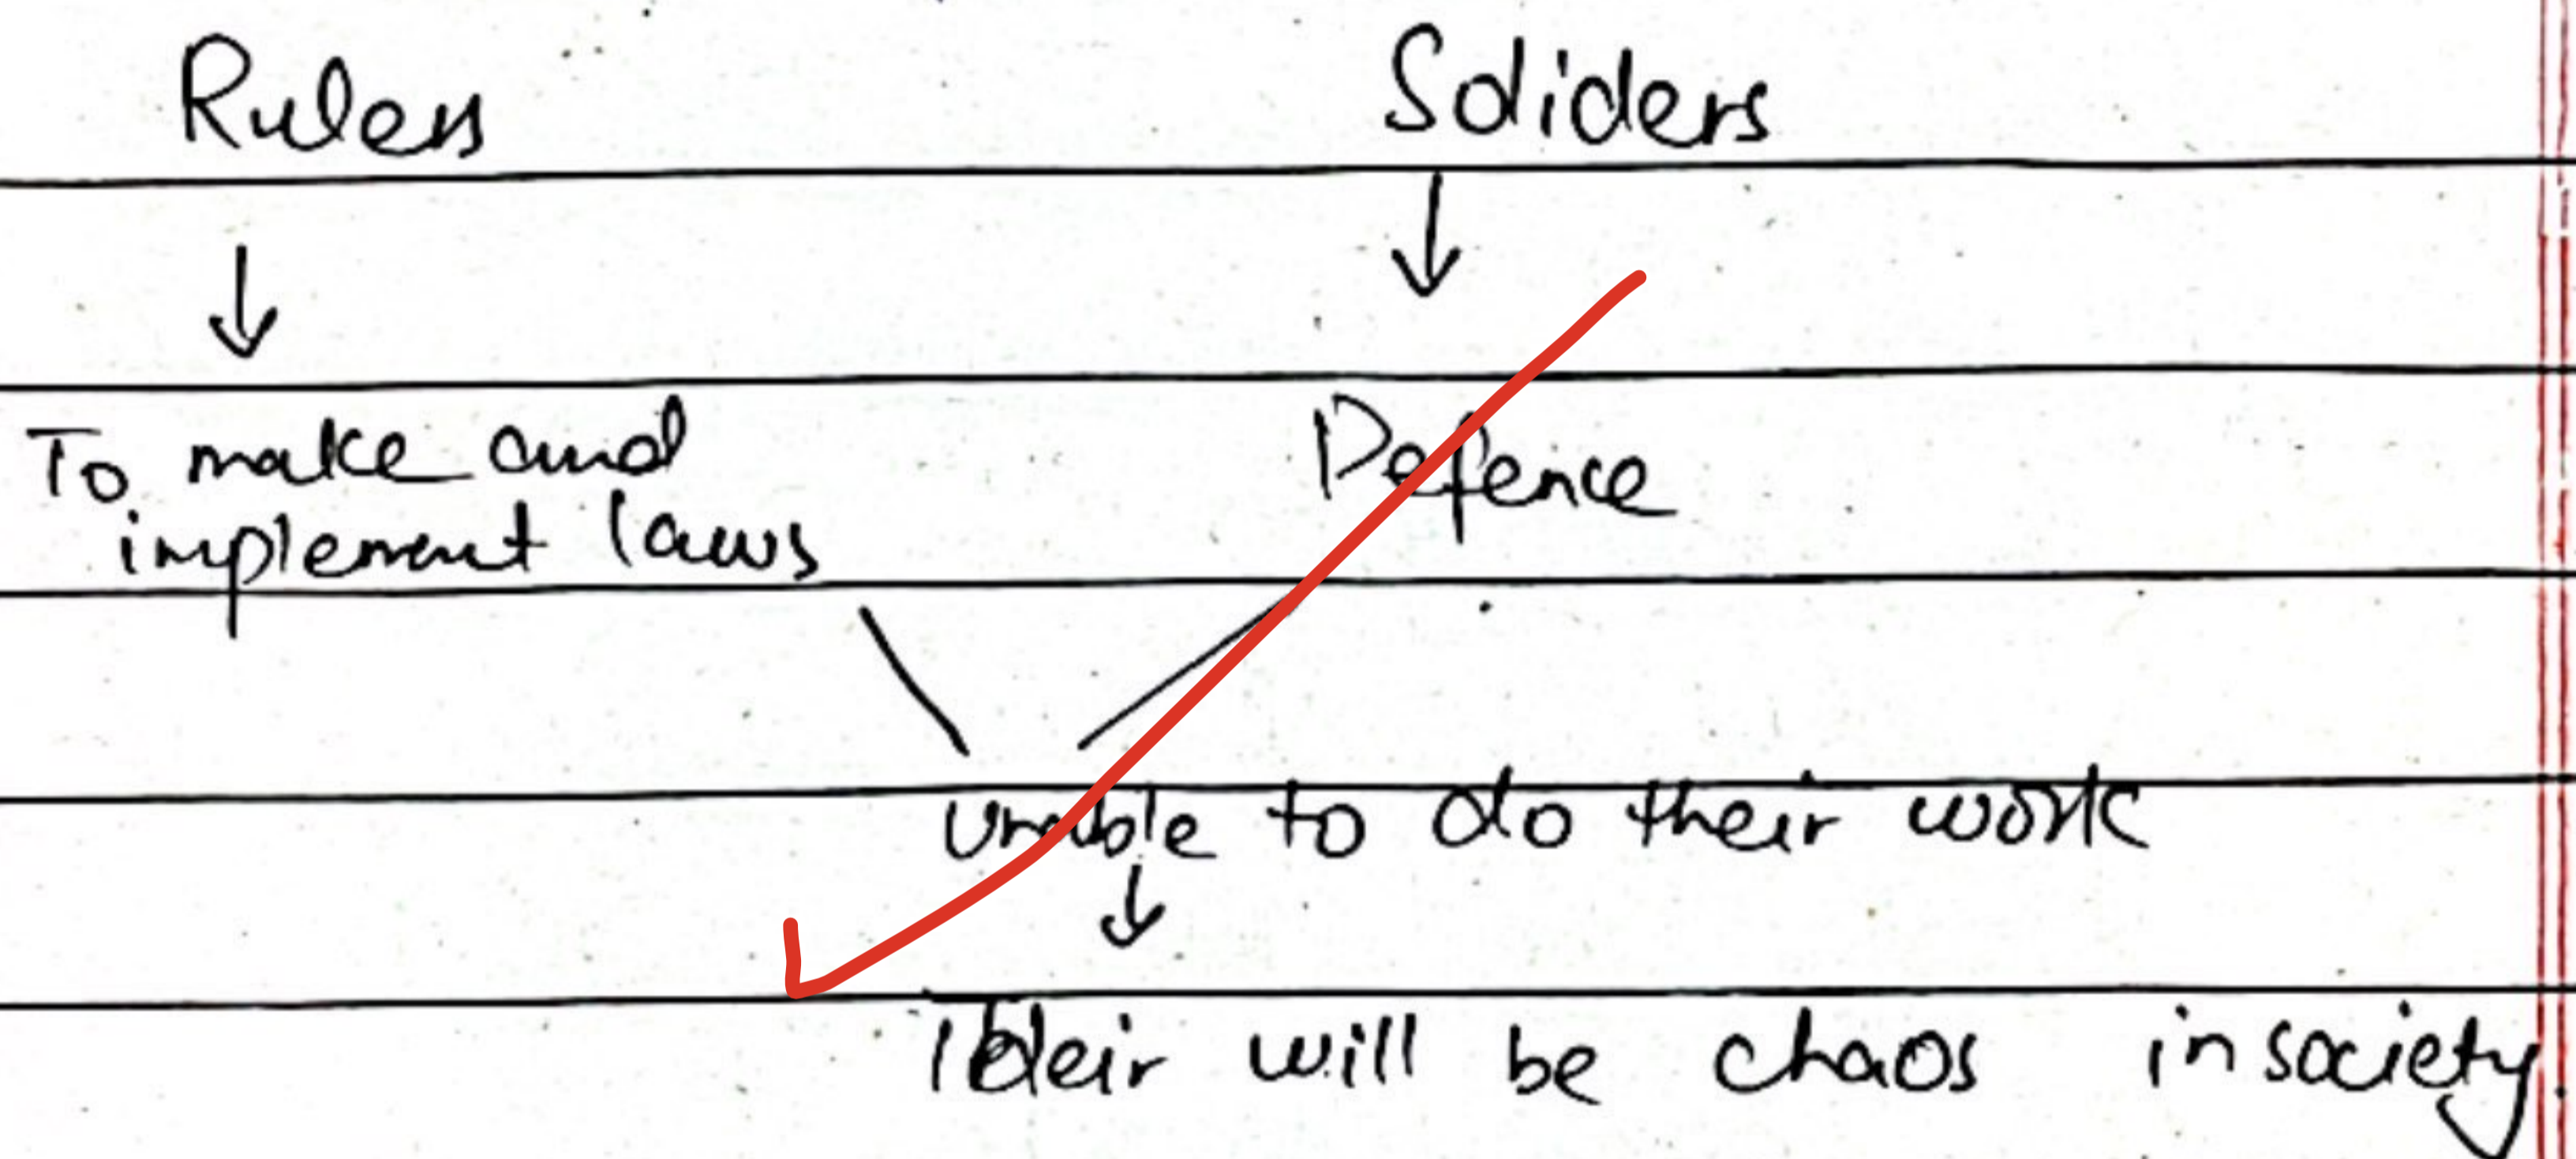 Rulers Soliders
↓ ↓
To make and Defence
implement laws
unable to do their work
↓
Their will be chaos in society.